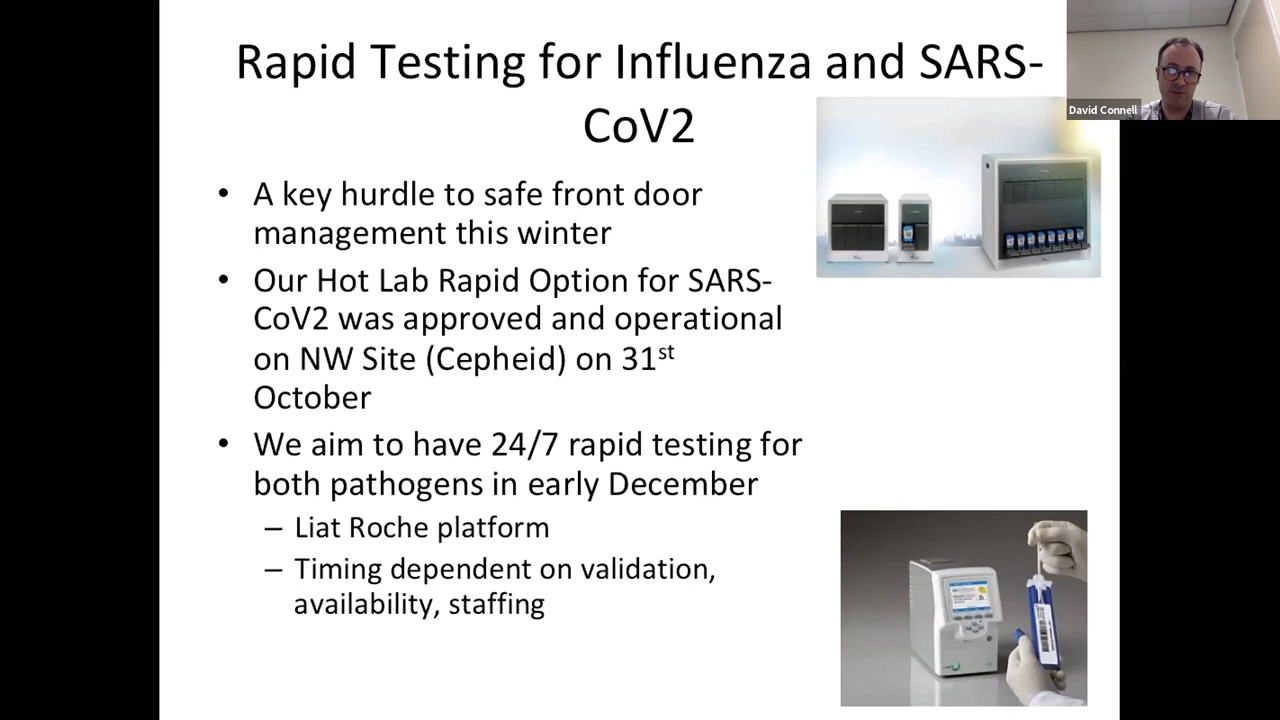 Rapid Testing for Influenza and SARS-
CoV2
David Connell
• A key hurdle to safe front door
management this winter
• Our Hot Lab Rapid Option for SARS-
CoV2 was approved and operational
on NW Site (Cepheid) on 31st
October
• We aim to have 24/7 rapid testing for
both pathogens in early December
– Liat Roche platform
– Timing dependent on validation,
availability, staffing